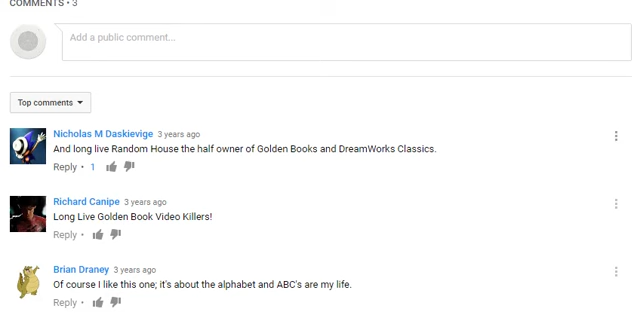 COMMENTS • 3
Add a public comment...
Top comments
Nicholas M Daskievige 3 years ago
And long live Random House the half owner of Golden Books and DreamWorks Classics.
Reply • 1
Richard Canipe 3 years ago
Long Live Golden Book Video Killers!
Reply •
Brian Draney 3 years ago
Of course I like this one; it's about the alphabet and ABC's are my life.
Reply •